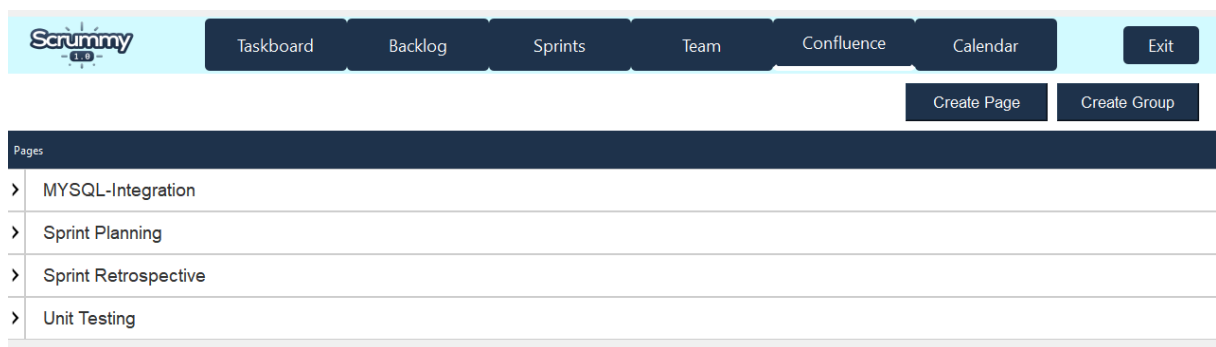 Scrummy Taskboard Backlog Sprints Team Confluence Calendar Exit
- 1.0 -
Create Page Create Group
Pages
MYSQL-Integration
Sprint Planning
Sprint Retrospective
Unit Testing